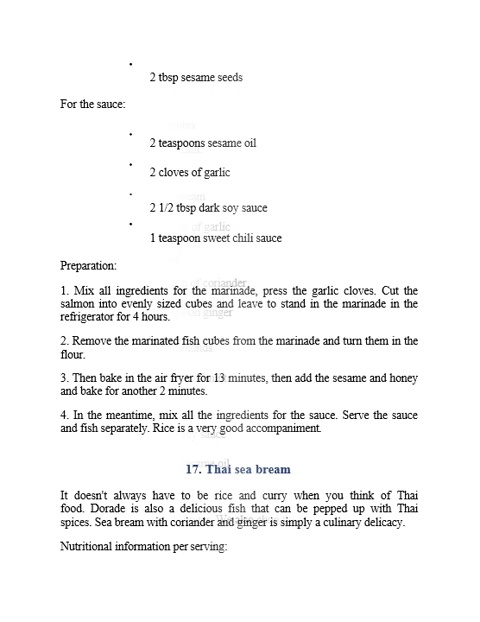 • 2 tbsp sesame seeds
For the sauce:
• 2 teaspoons sesame oil
• 2 cloves of garlic
• 2 1/2 tbsp dark soy sauce
• 1 teaspoon sweet chili sauce
Preparation:
1. Mix all ingredients for the marinade, press the garlic cloves. Cut the
salmon into evenly sized cubes and leave to stand in the marinade in the
refrigerator for 4 hours.
2. Remove the marinated fish cubes from the marinade and turn them in the
flour.
3. Then bake in the air fryer for 13 minutes, then add the sesame and honey
and bake for another 2 minutes.
4. In the meantime, mix all the ingredients for the sauce. Serve the sauce
and fish separately. Rice is a very good accompaniment.
17. Thai sea bream
It doesn't always have to be rice and curry when you think of Thai
food. Dorade is also a delicious fish that can be pepped up with Thai
spices. Sea bream with coriander and ginger is simply a culinary delicacy.
Nutritional information per serving: